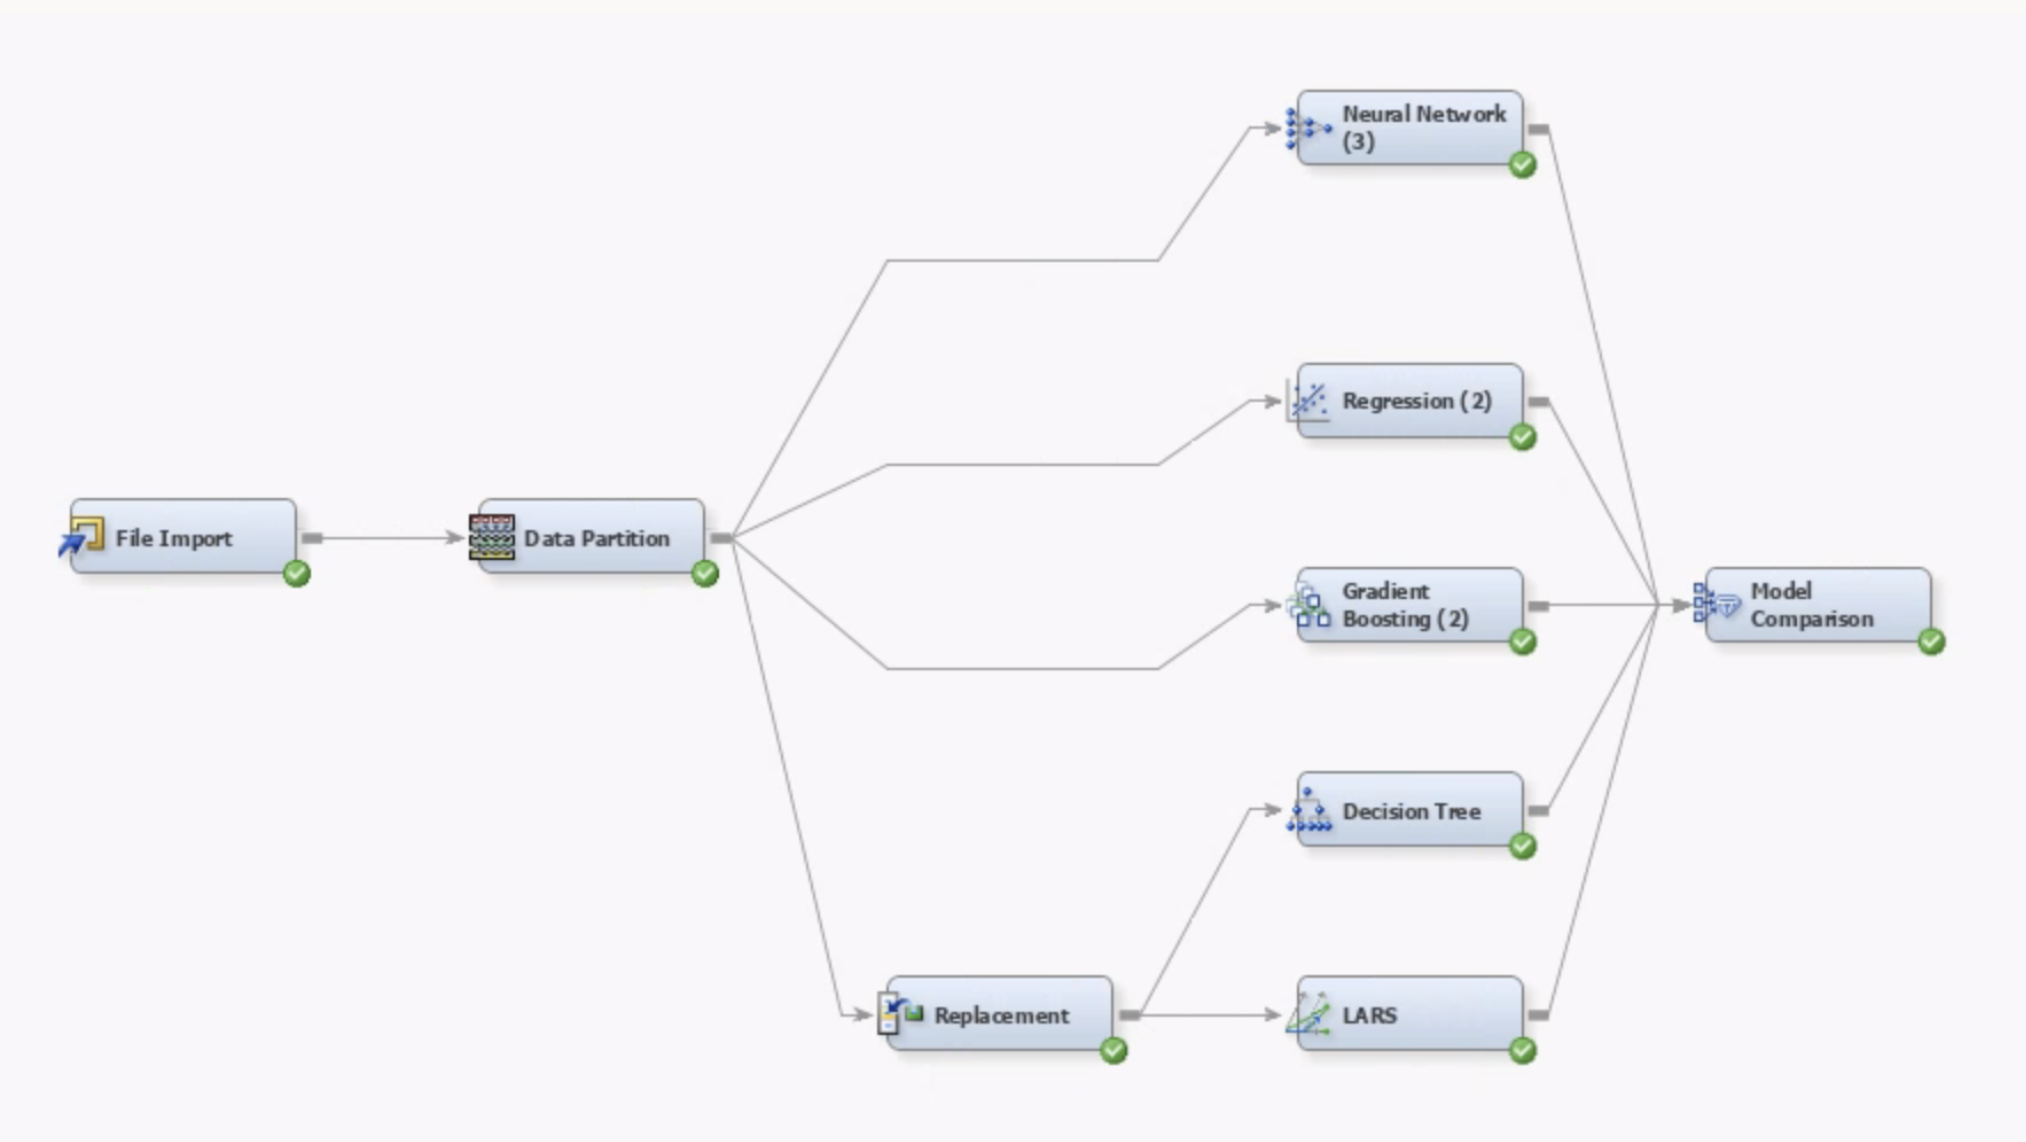 Neural Network
(3)
Regression (2)
File Import
Data Partition
Gradient
Boosting (2)
Model
Comparison
Decision Tree
Replacement
LARS